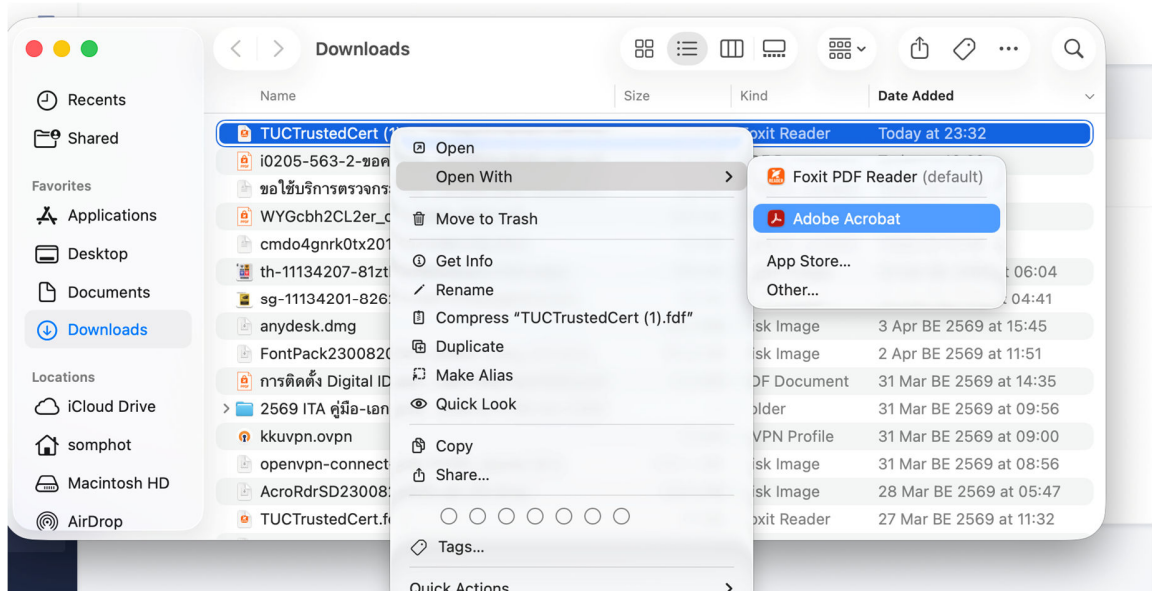 Downloads
Recents
Shared
Favorites
Applications
Desktop
Documents
Downloads
Locations
iCloud Drive
somphot
Macintosh HD
AirDrop
Name Size Kind Date Added
TUCTrustedCert (1 oxit Reader Today at 23:32
i0205-563-2-ขอค
ขอใช้บริการตรวจกร
WYGcbh2CL2er_c
cmdo4gnrk0tx201
th-11134207-81zt 06:04
sg-11134201-826 04:41
anydesk.dmg sk Image 3 Apr BE 2569 at 15:45
FontPack2300820 sk Image 2 Apr BE 2569 at 11:51
การติดตั้ง Digital ID DF Document 31 Mar BE 2569 at 14:35
2569 ITA คู่มือ-เอก older 31 Mar BE 2569 at 09:56
kkuvpn.ovpn VPN Profile 31 Mar BE 2569 at 09:00
openvpn-connect- sk Image 31 Mar BE 2569 at 08:56
AcroRdrSD23008 sk Image 28 Mar BE 2569 at 05:47
TUCTrustedCert.f oxit Reader 27 Mar BE 2569 at 11:32
Open
Open With
Move to Trash
Get Info
Rename
Compress “TUCTrustedCert (1).fdf”
Duplicate
Make Alias
Quick Look
Copy
Share...
Tags...
Quick Actions
Foxit PDF Reader (default)
Adobe Acrobat
App Store...
Other...